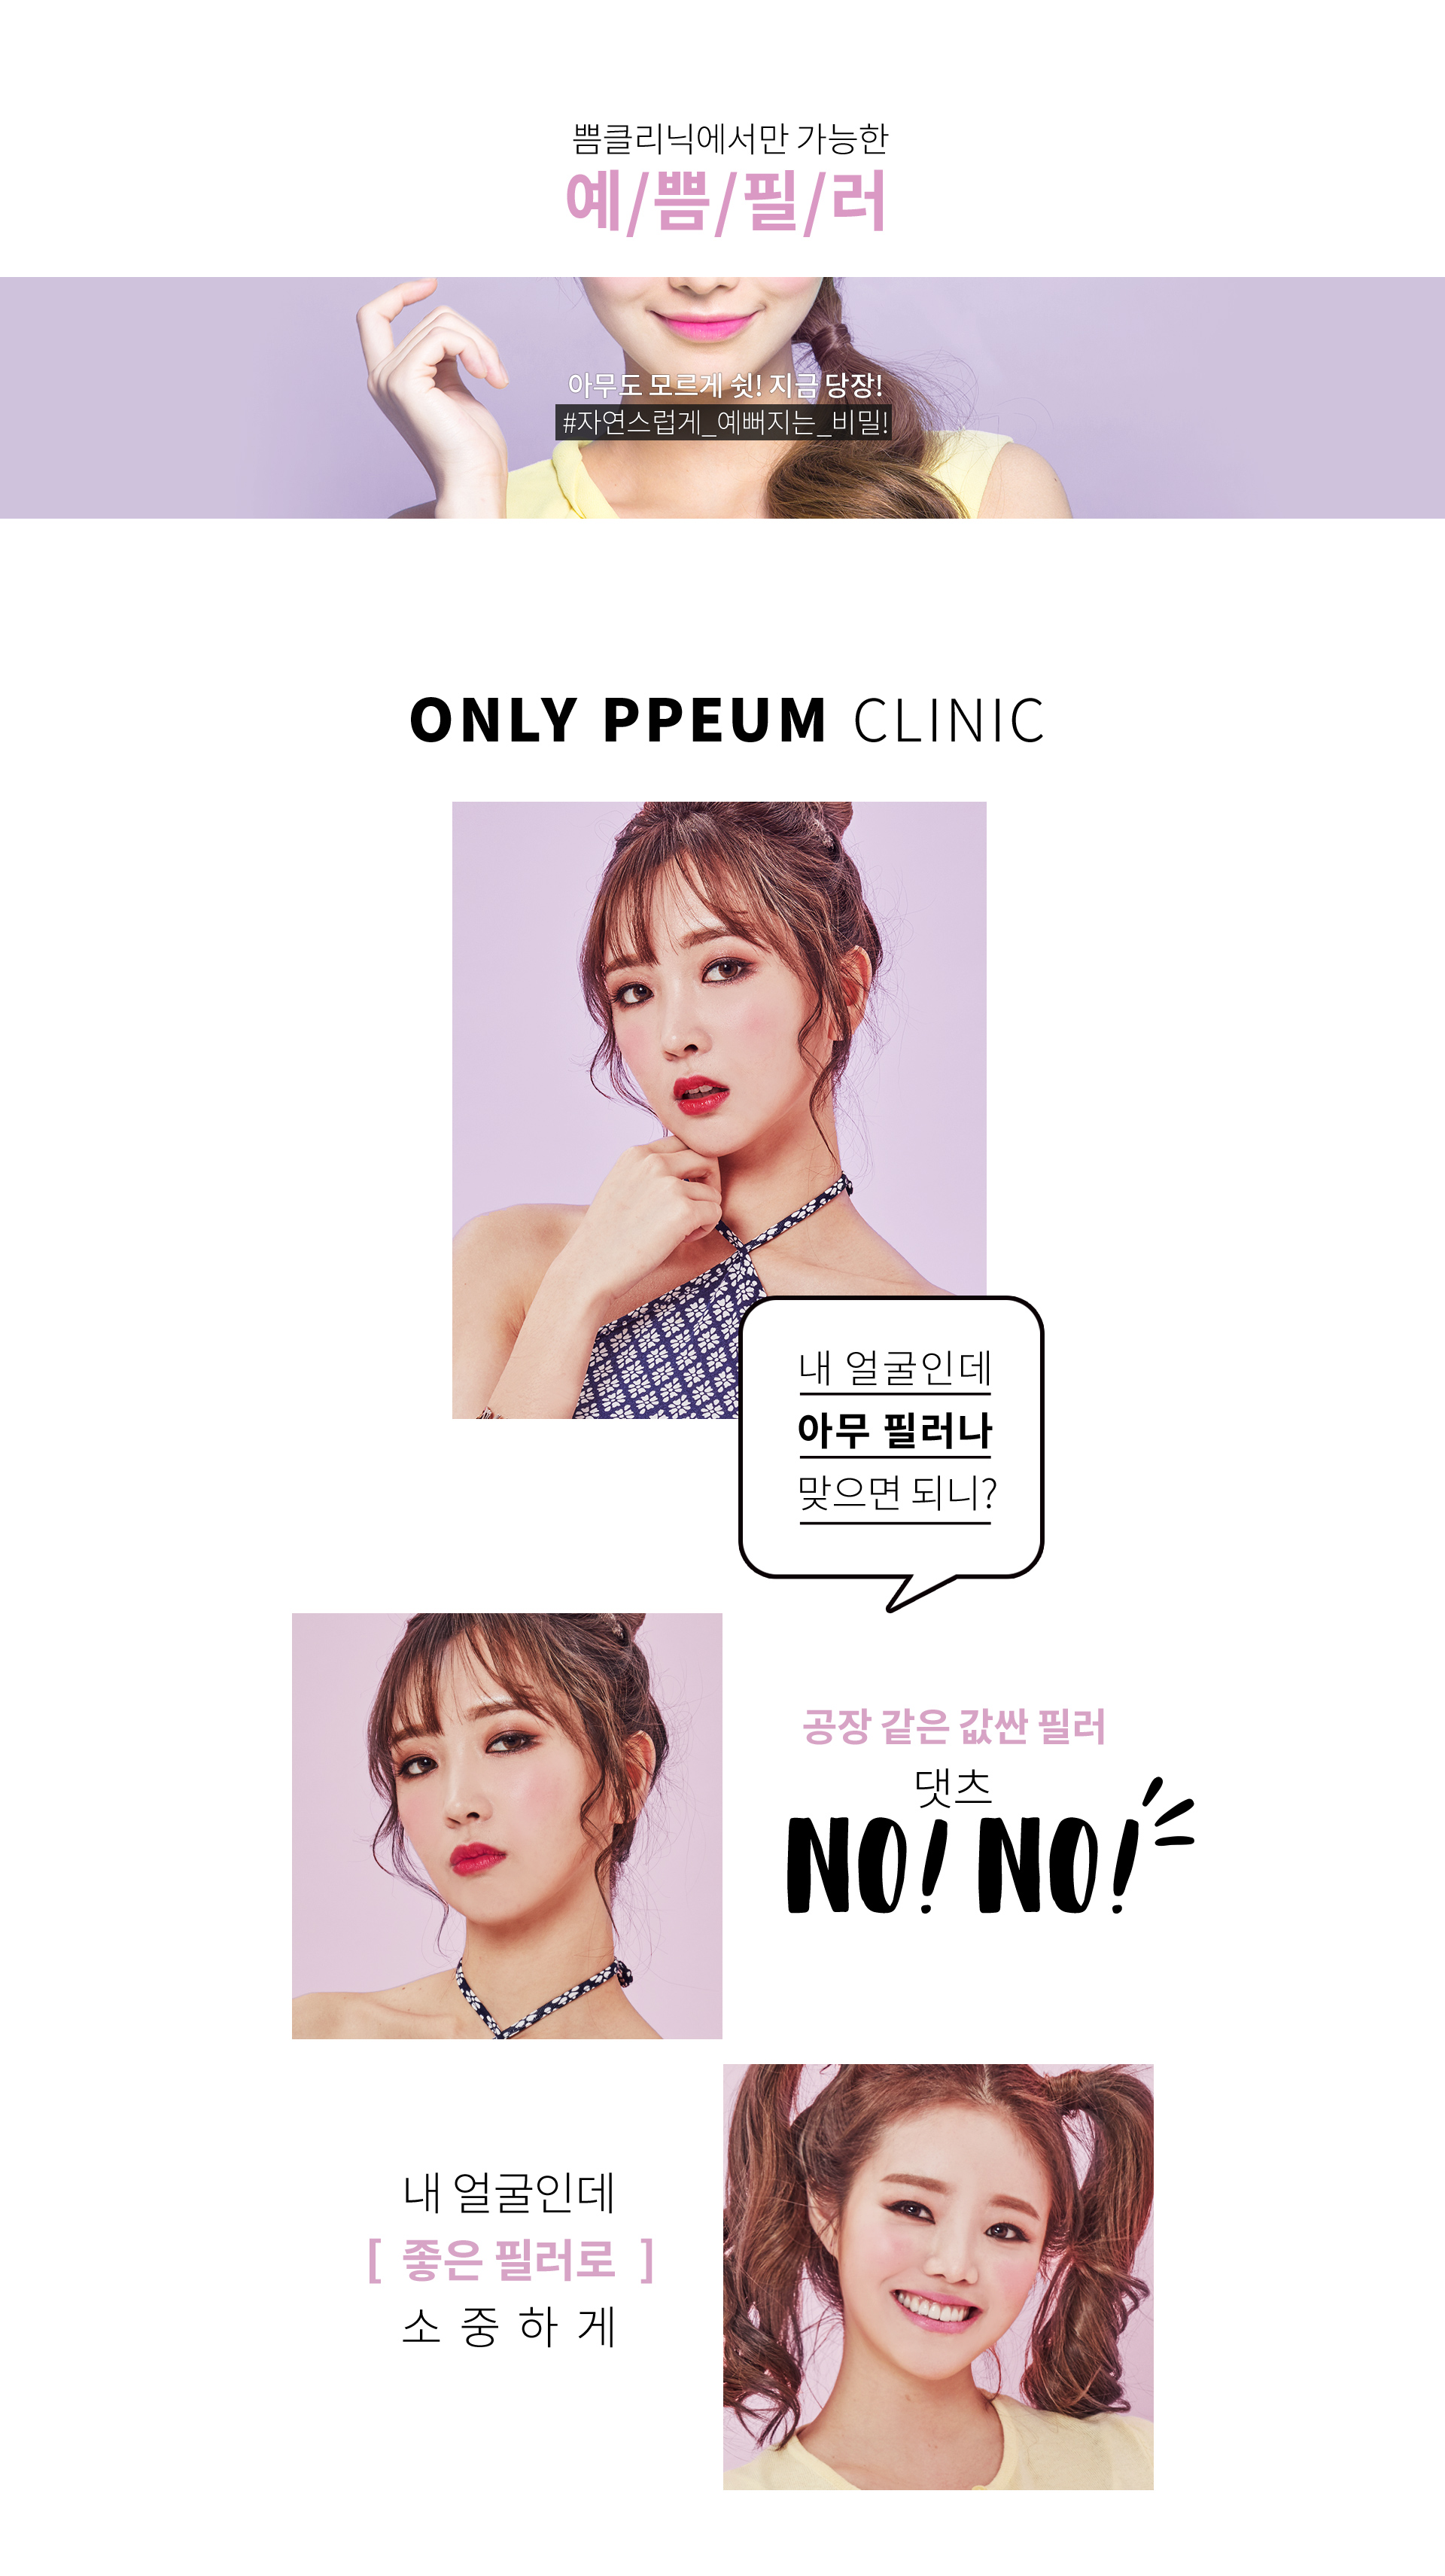 쁨클리닉에서만 가능한
예/쁨/필/러
아무도 모르게 쉿! 지금 당장!
#자연스럽게_예뻐지는_비밀!
ONLY PPEUM CLINIC
내 얼굴인데
아무 필러나
맞으면 되니?
공장 같은 값싼 필러
댓츠
NO! NO!
내 얼굴인데
[ 좋은 필러로 ]
소 중 하 게